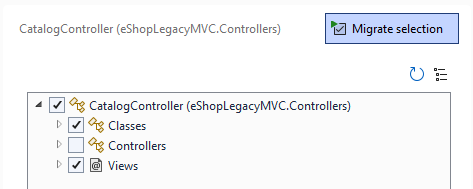 CatalogController (eShopLegacyMVC.Controllers)
Migrate selection
CatalogController (eShopLegacyMVC.Controllers)
Classes
Controllers
Views